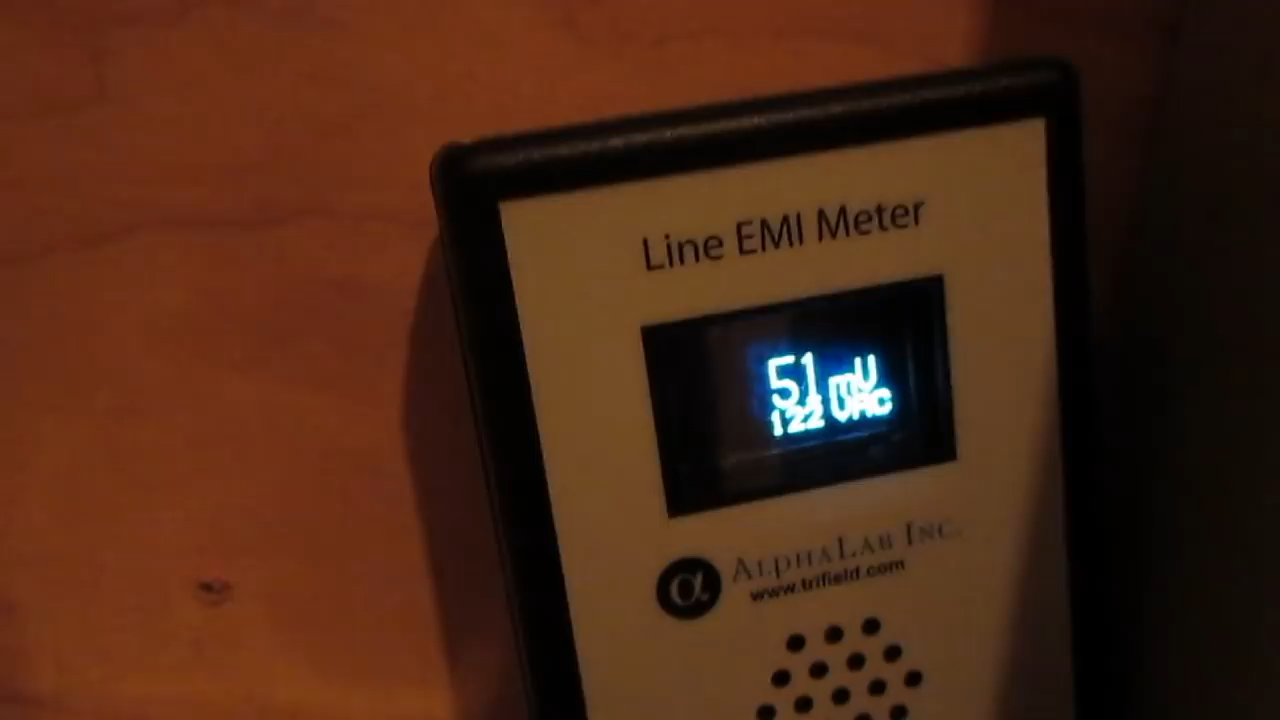 Line EMI Meter
51 mV
122 VAC
α
ALPHALAB INC.
www.trifield.com